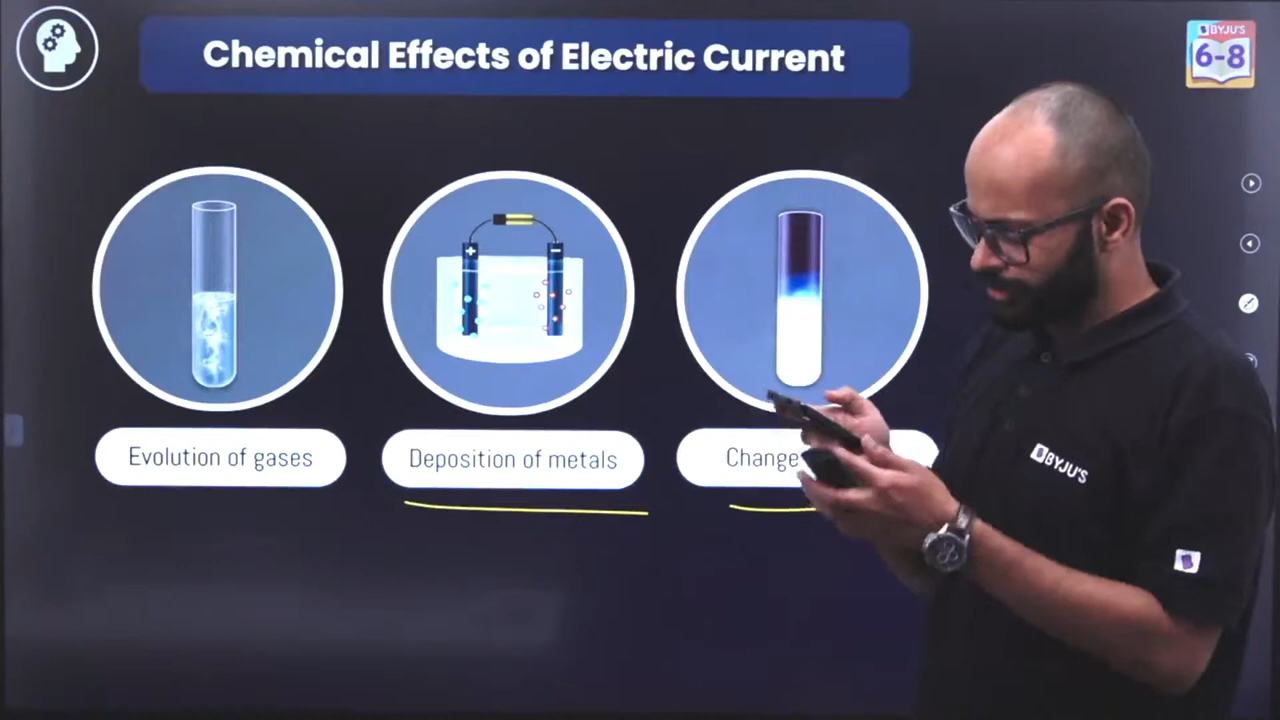 Chemical Effects of Electric Current
BYJU'S
6-8
+
−
Evolution of gases
Deposition of metals
Change
BYJU'S